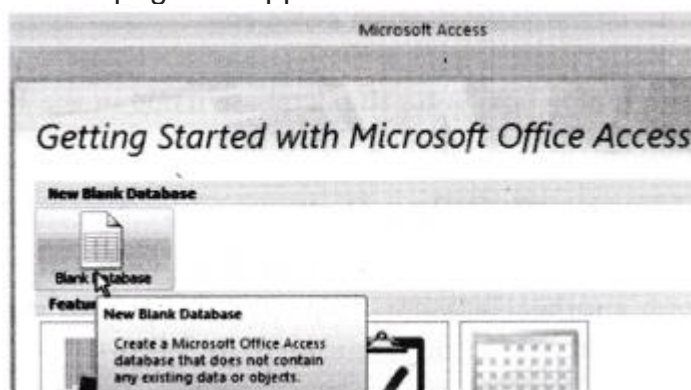 Microsoft Access
Getting Started with Microsoft Office Access
New Blank Database
Blank Database
New Blank Database
Create a Microsoft Office Access
database that does not contain
any existing data or objects.